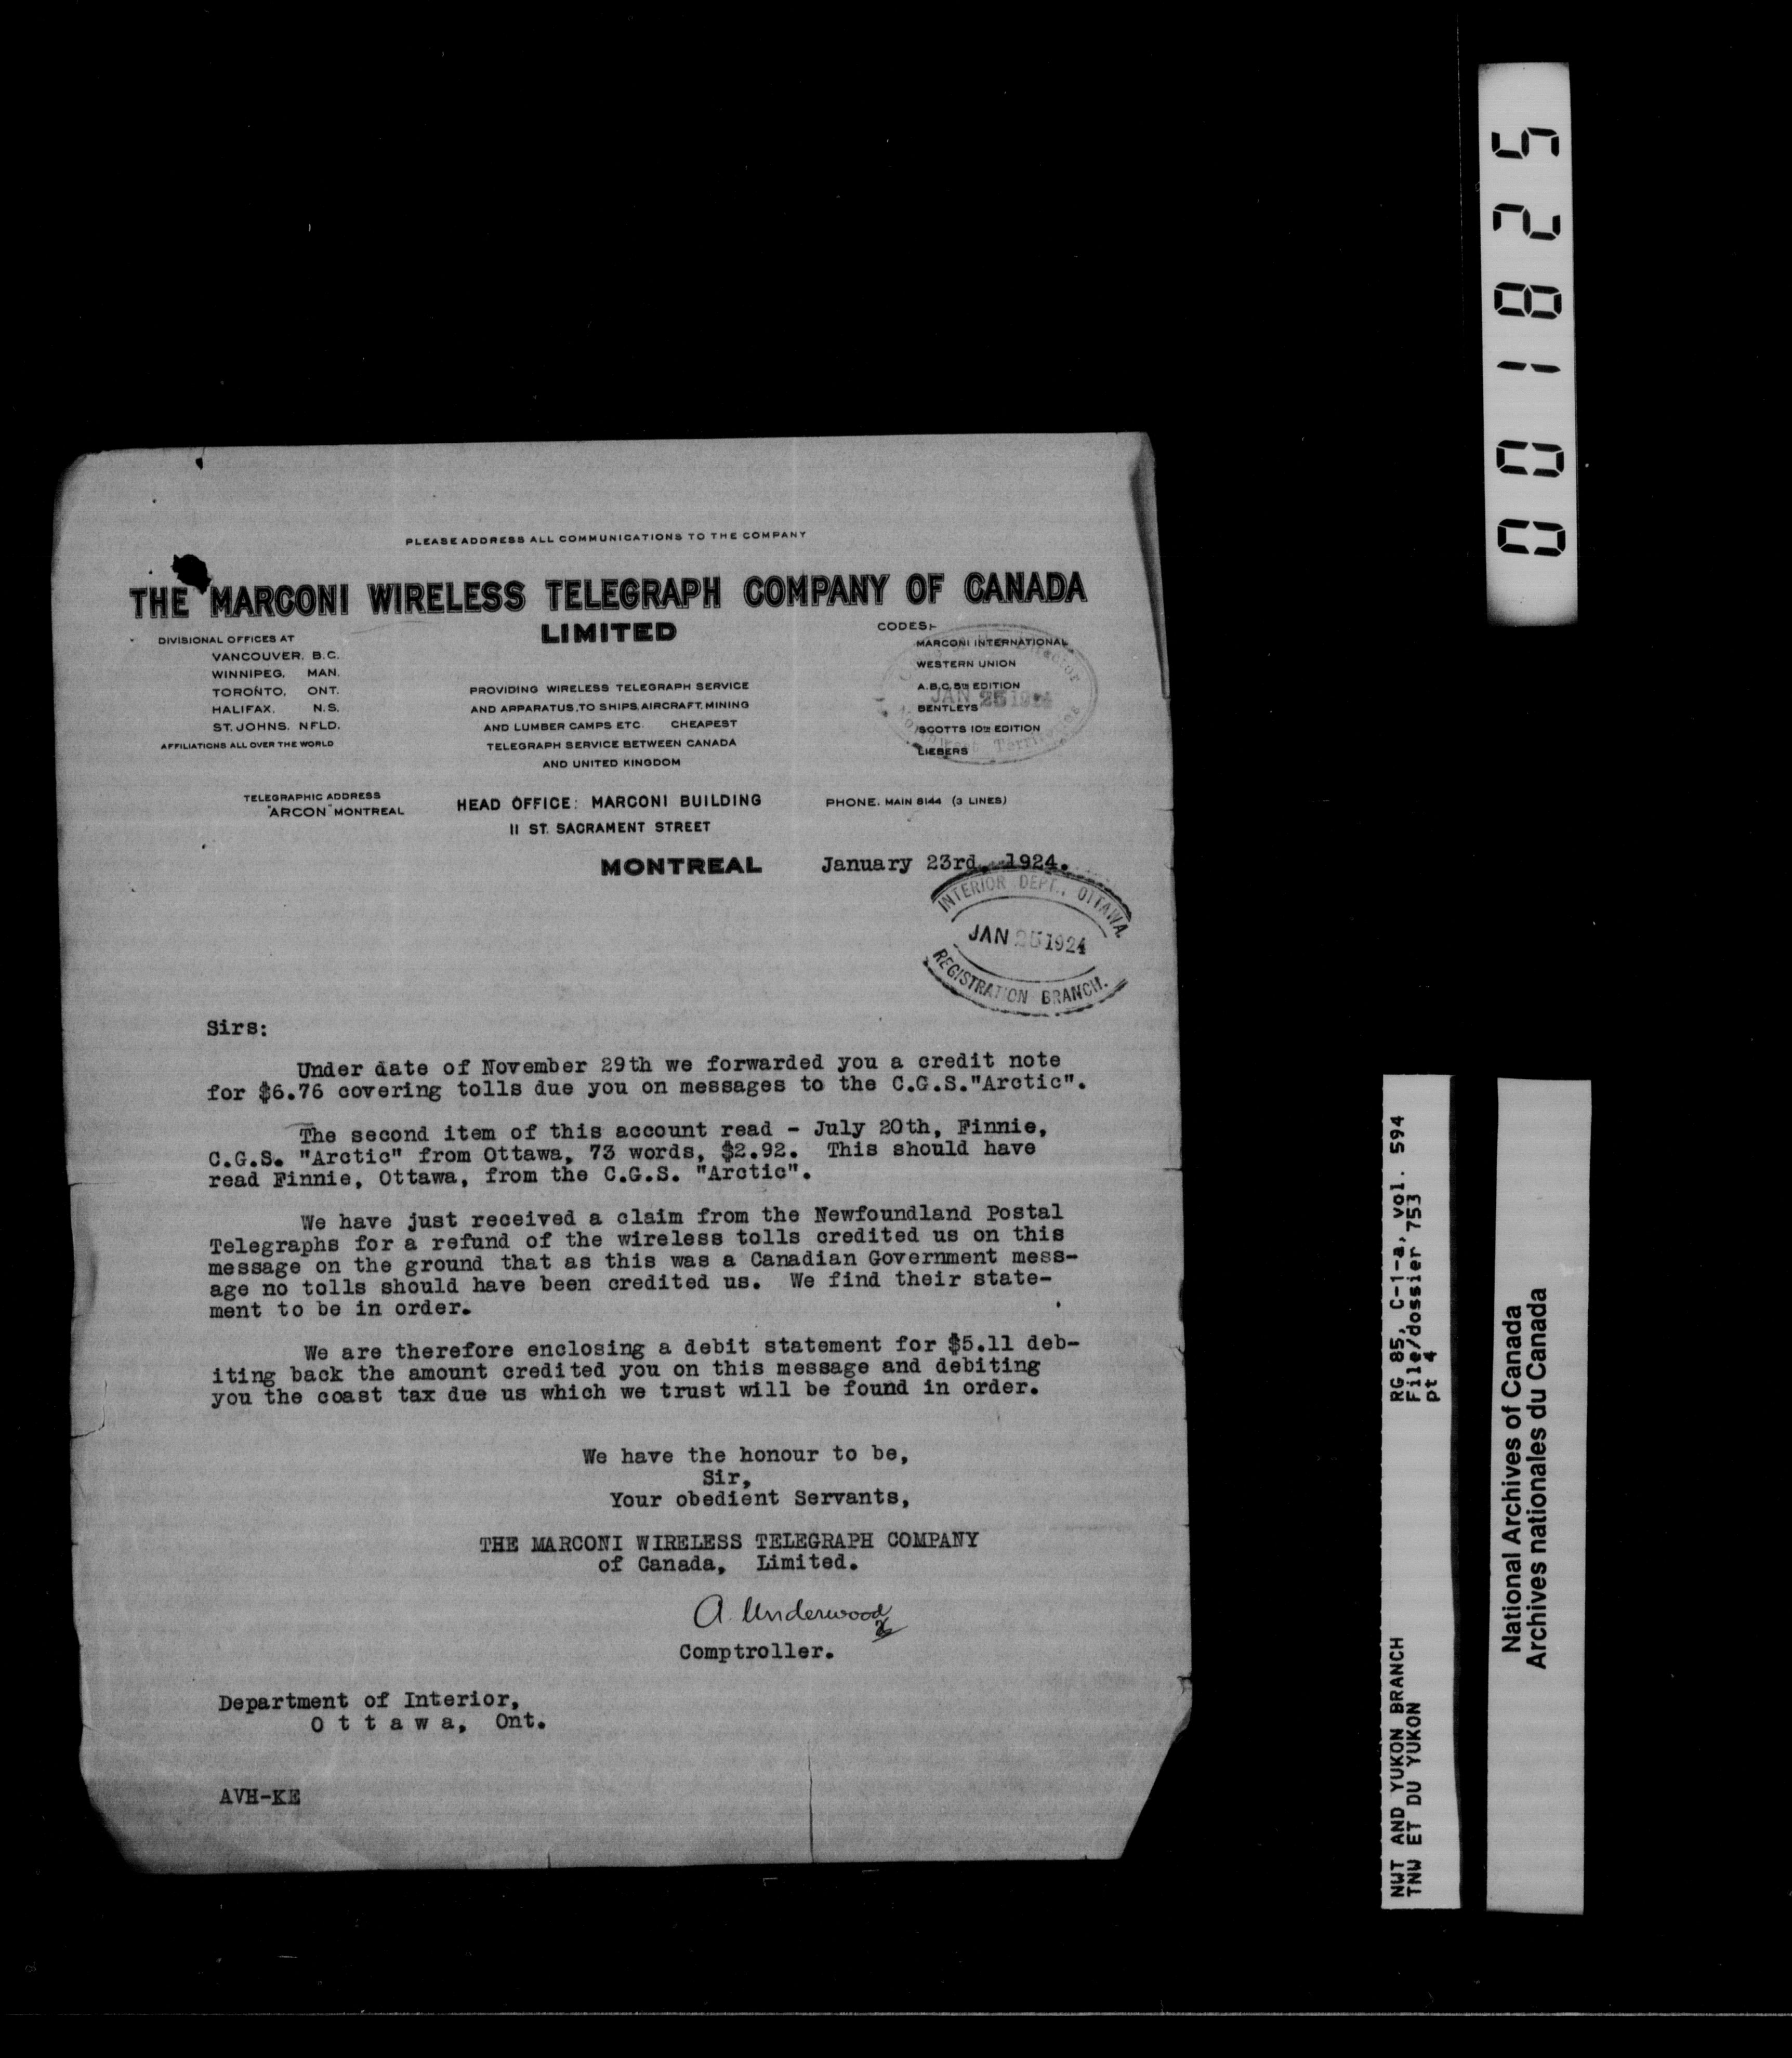 PLEASE ADDRESS ALL COMMUNICATIONS TO THE COMPANY
THE MARCONI WIRELESS TELEGRAPH COMPANY OF CANADA
LIMITED
DIVISIONAL OFFICES AT
VANCOUVER, B.C.
WINNIPEG, MAN.
TORONTO, ONT.
HALIFAX, N.S.
ST. JOHNS, NFLD.
AFFILIATIONS ALL OVER THE WORLD
PROVIDING WIRELESS TELEGRAPH SERVICE
AND APPARATUS, TO SHIPS, AIRCRAFT, MINING
AND LUMBER CAMPS ETC. CHEAPEST
TELEGRAPH SERVICE BETWEEN CANADA
AND UNITED KINGDOM
CODES:-
MARCONI INTERNATIONAL
WESTERN UNION
A.B.C. 5TH EDITION
BENTLEYS
SCOTTS 10TH EDITION
LIEBERS
JAN 25 1924
TELEGRAPHIC ADDRESS
"ARCON" MONTREAL
HEAD OFFICE: MARCONI BUILDING
11 ST. SACRAMENT STREET
PHONE, MAIN 8144 (3 LINES)
MONTREAL
January 23rd, 1924.
INTERIOR DEPT., OTTAWA.
JAN 25 1924
REGISTRATION BRANCH.
Sirs:
Under date of November 29th we forwarded you a credit note
for $6.76 covering tolls due you on messages to the C.G.S."Arctic".
The second item of this account read - July 20th, Finnie,
C.G.S. "Arctic" from Ottawa, 73 words, $2.92. This should have
read Finnie, Ottawa, from the C.G.S. "Arctic".
We have just received a claim from the Newfoundland Postal
Telegraphs for a refund of the wireless tolls credited us on this
message on the ground that as this was a Canadian Government mess-
age no tolls should have been credited us. We find their state-
ment to be in order.
We are therefore enclosing a debit statement for $5.11 deb-
iting back the amount credited you on this message and debiting
you the coast tax due us which we trust will be found in order.
We have the honour to be,
Sir,
Your obedient Servants,
THE MARCONI WIRELESS TELEGRAPH COMPANY
of Canada, Limited.
A. Underwood
Comptroller.
Department of Interior,
O t t a w a, Ont.
AVH-KE
001825
RG 85, C-1-a, vol. 594
File/dossier 753
pt 4
NWT AND YUKON BRANCH
TNW ET DU YUKON
National Archives of Canada
Archives nationales du Canada